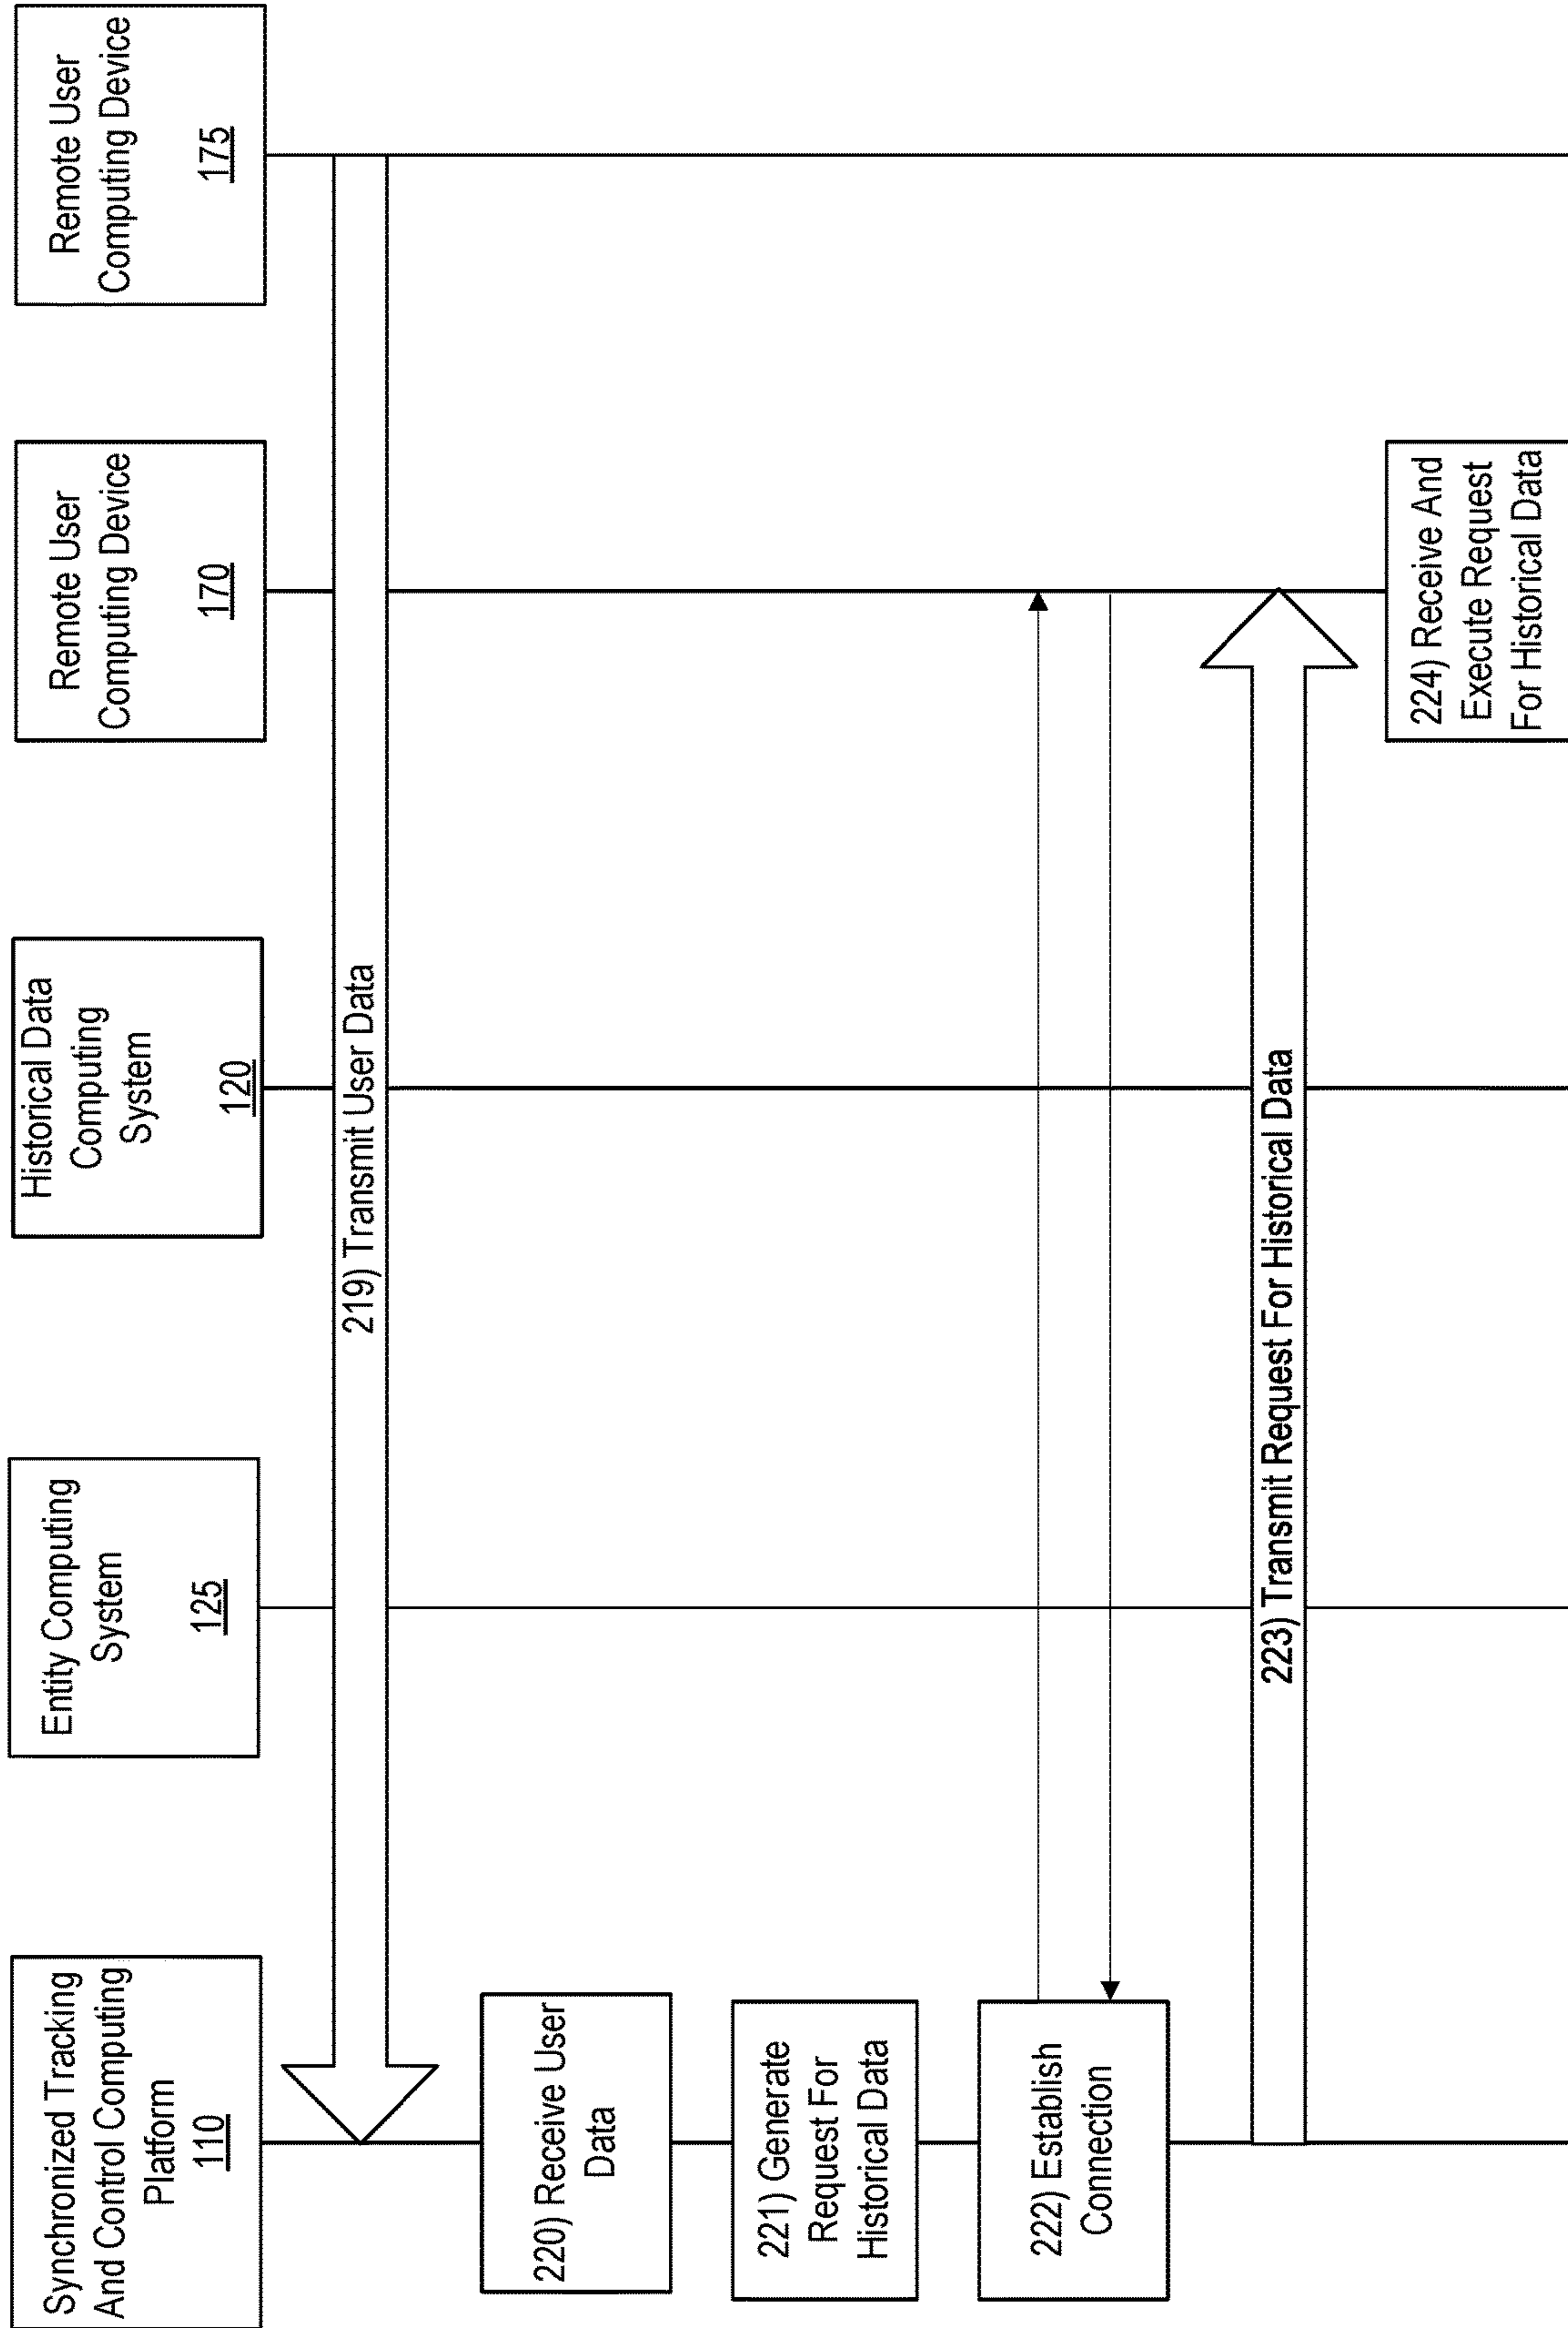 Synchronized Tracking
And Control Computing
Platform
110
Entity Computing
System
125
Historical Data
Computing
System
120
Remote User
Computing Device
170
Remote User
Computing Device
175
219) Transmit User Data
220) Receive User
Data
221) Generate
Request For
Historical Data
222) Establish
Connection
223) Transmit Request For Historical Data
224) Receive And
Execute Request
For Historical Data